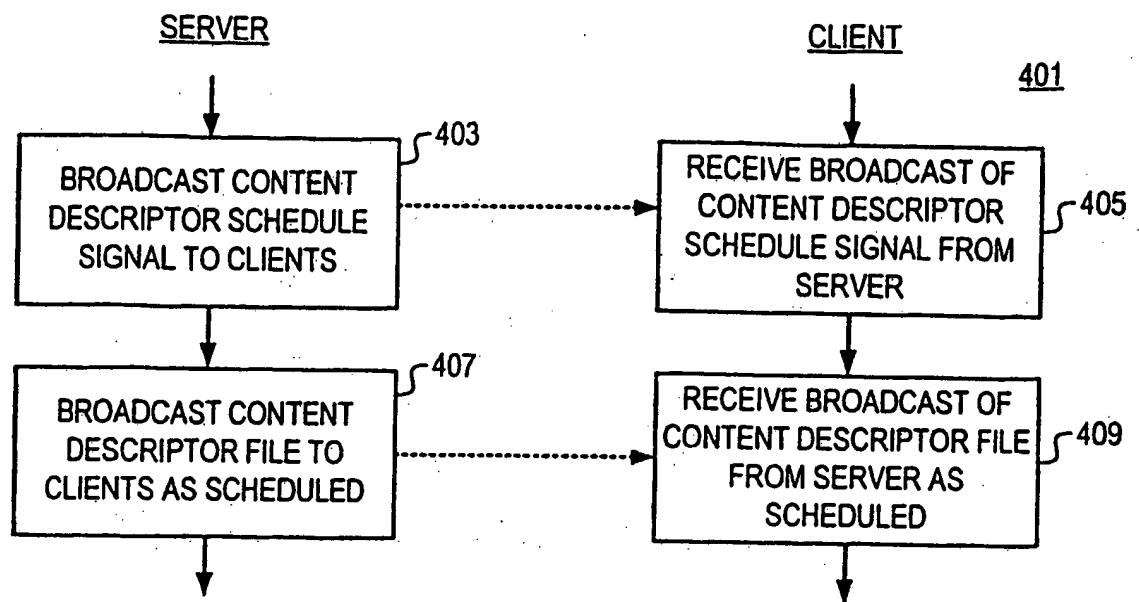 SERVER
CLIENT
401
403
BROADCAST CONTENT
DESCRIPTOR SCHEDULE
SIGNAL TO CLIENTS
RECEIVE BROADCAST OF
CONTENT DESCRIPTOR
SCHEDULE SIGNAL FROM
SERVER
405
407
BROADCAST CONTENT
DESCRIPTOR FILE TO
CLIENTS AS SCHEDULED
RECEIVE BROADCAST OF
CONTENT DESCRIPTOR FILE
FROM SERVER AS
SCHEDULED
409